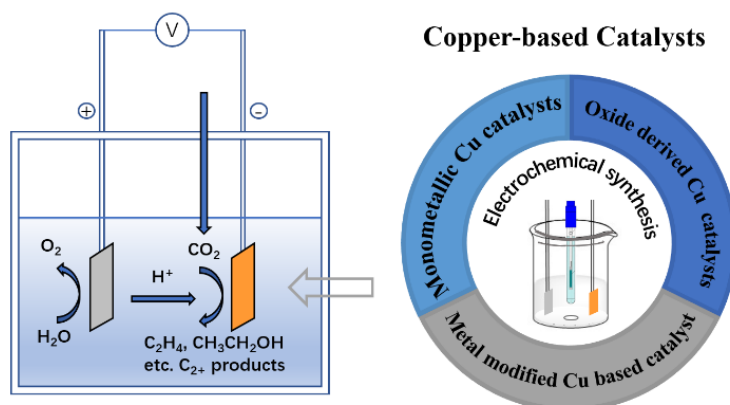 V
+
-
O₂
H₂O
H⁺
CO₂
C₂H₄, CH₃CH₂OH
etc. C₂₊ products
Copper-based Catalysts
Monometallic Cu catalysts
Oxide derived Cu catalysts
Metal modified Cu based catalyst
Electrochemical synthesis